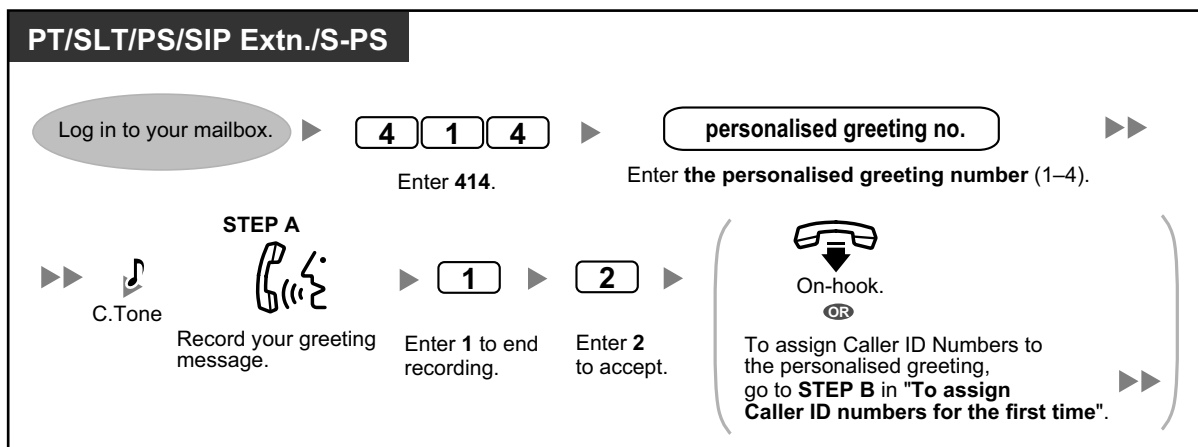 PT/SLT/PS/SIP Extn./S-PS
Log in to your mailbox.
4 1 4
Enter 414.
personalised greeting no.
Enter the personalised greeting number (1–4).
C.Tone
STEP A
Record your greeting
message.
1
Enter 1 to end
recording.
2
Enter 2
to accept.
On-hook.
OR
To assign Caller ID Numbers to
the personalised greeting,
go to STEP B in "To assign
Caller ID numbers for the first time".